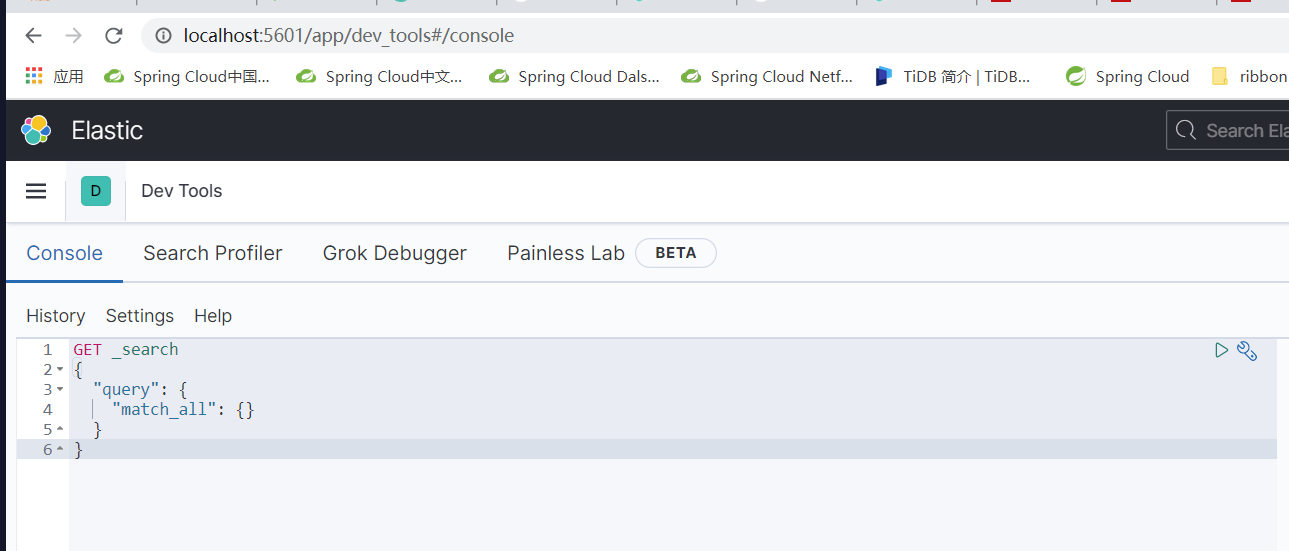 localhost:5601/app/dev_tools#/console
应用 Spring Cloud中国... Spring Cloud中文... Spring Cloud Dals... Spring Cloud Netf... TiDB 简介 | TiDB... Spring Cloud ribbon
Elastic Search Ela
D Dev Tools
Console Search Profiler Grok Debugger Painless Lab BETA
History Settings Help
1 GET _search
2 {
3 "query": {
4 "match_all": {}
5 }
6 }